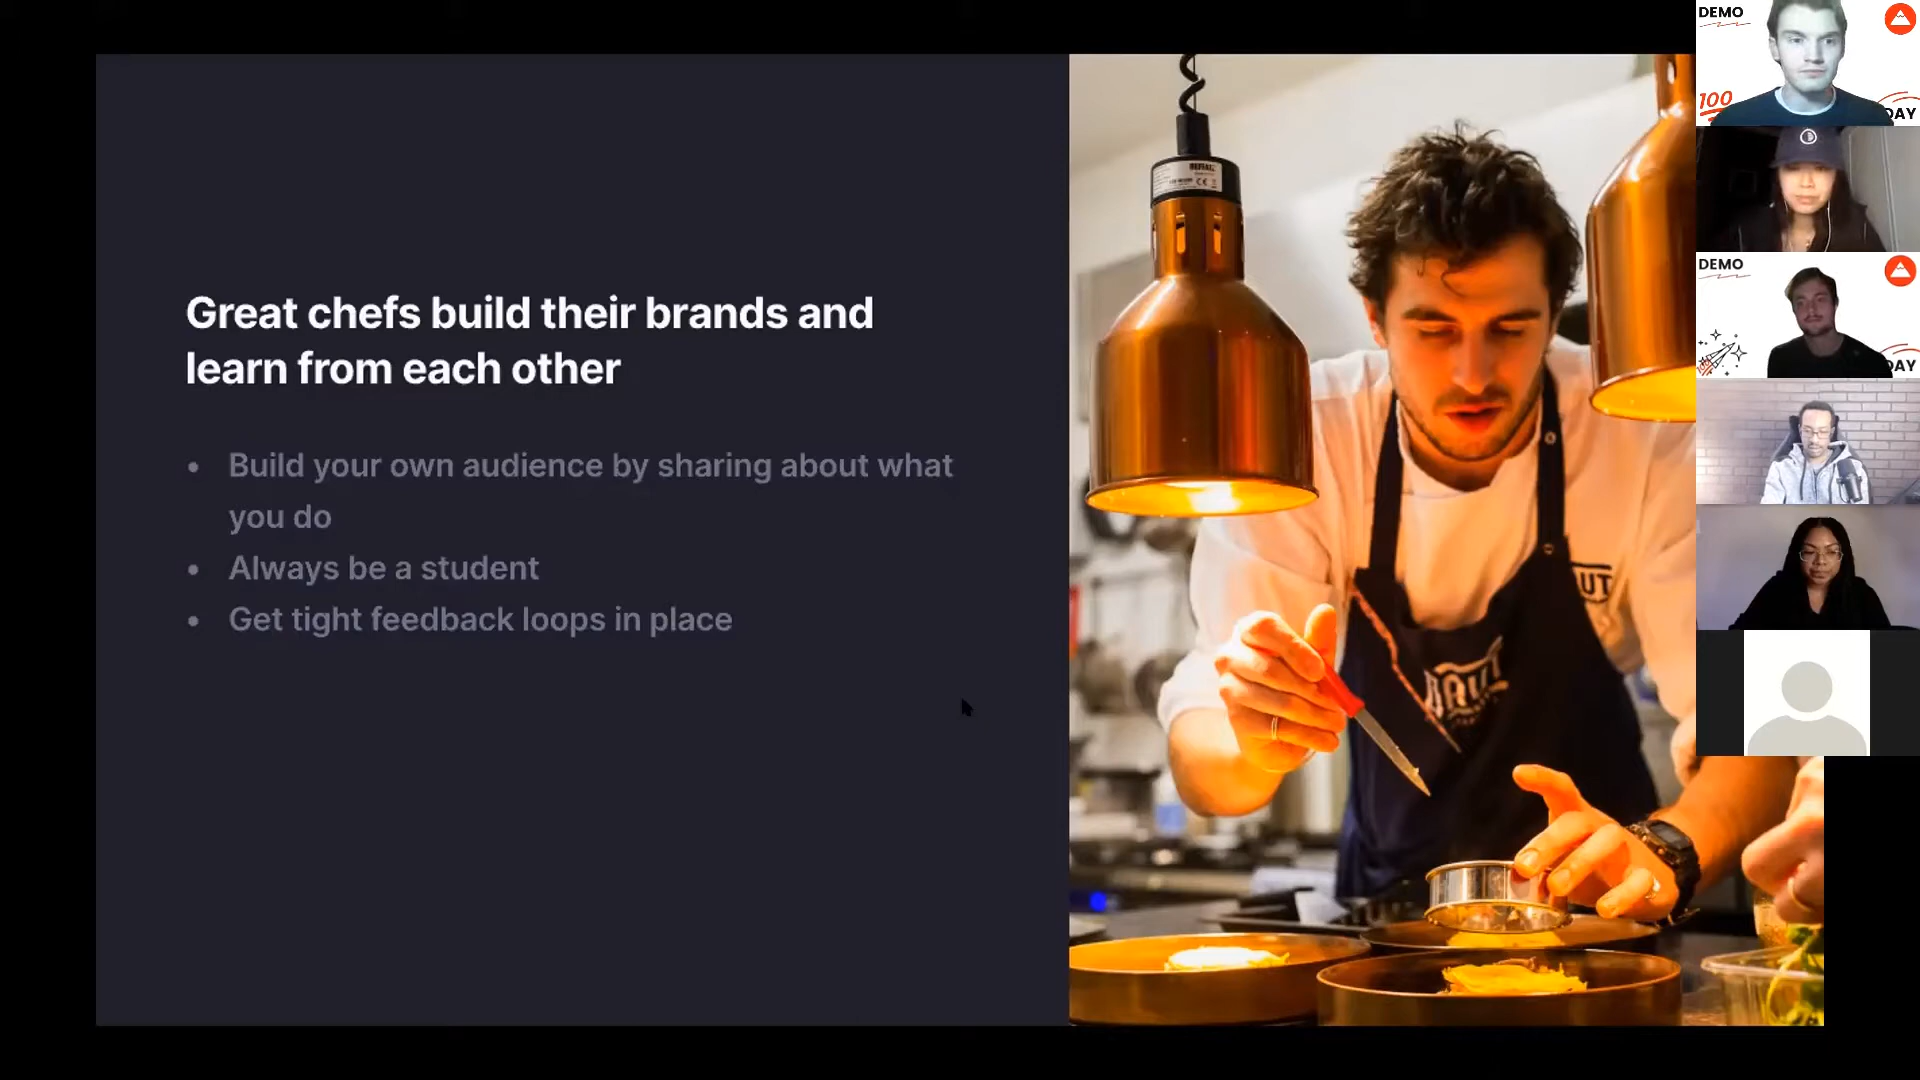 Great chefs build their brands and
learn from each other
• Build your own audience by sharing about what
you do
• Always be a student
• Get tight feedback loops in place
DEMO
100
DAY
DEMO
DAY